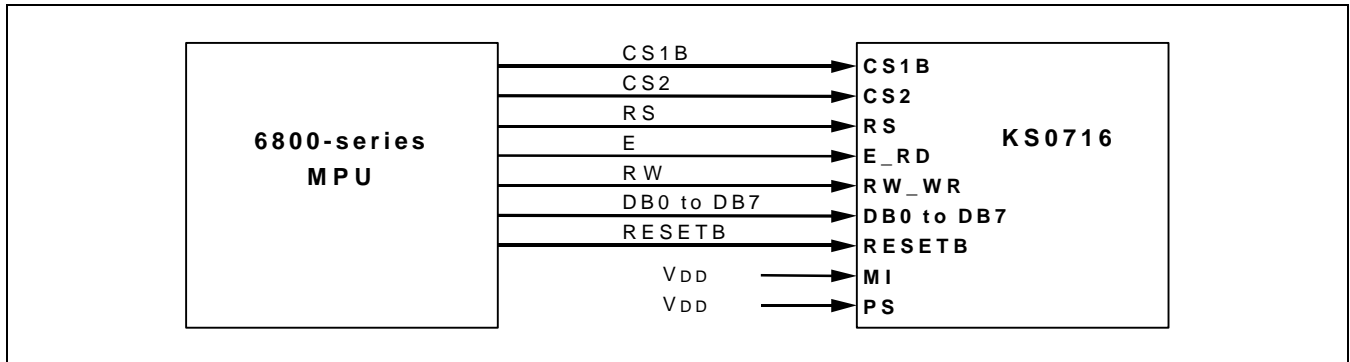 6800-series
MPU
CS1B
CS2
RS
E
RW
DB0 to DB7
RESETB
VDD
VDD
CS1B
CS2
RS
E_RD
RW_WR
DB0 to DB7
RESETB
MI
PS
KS0716